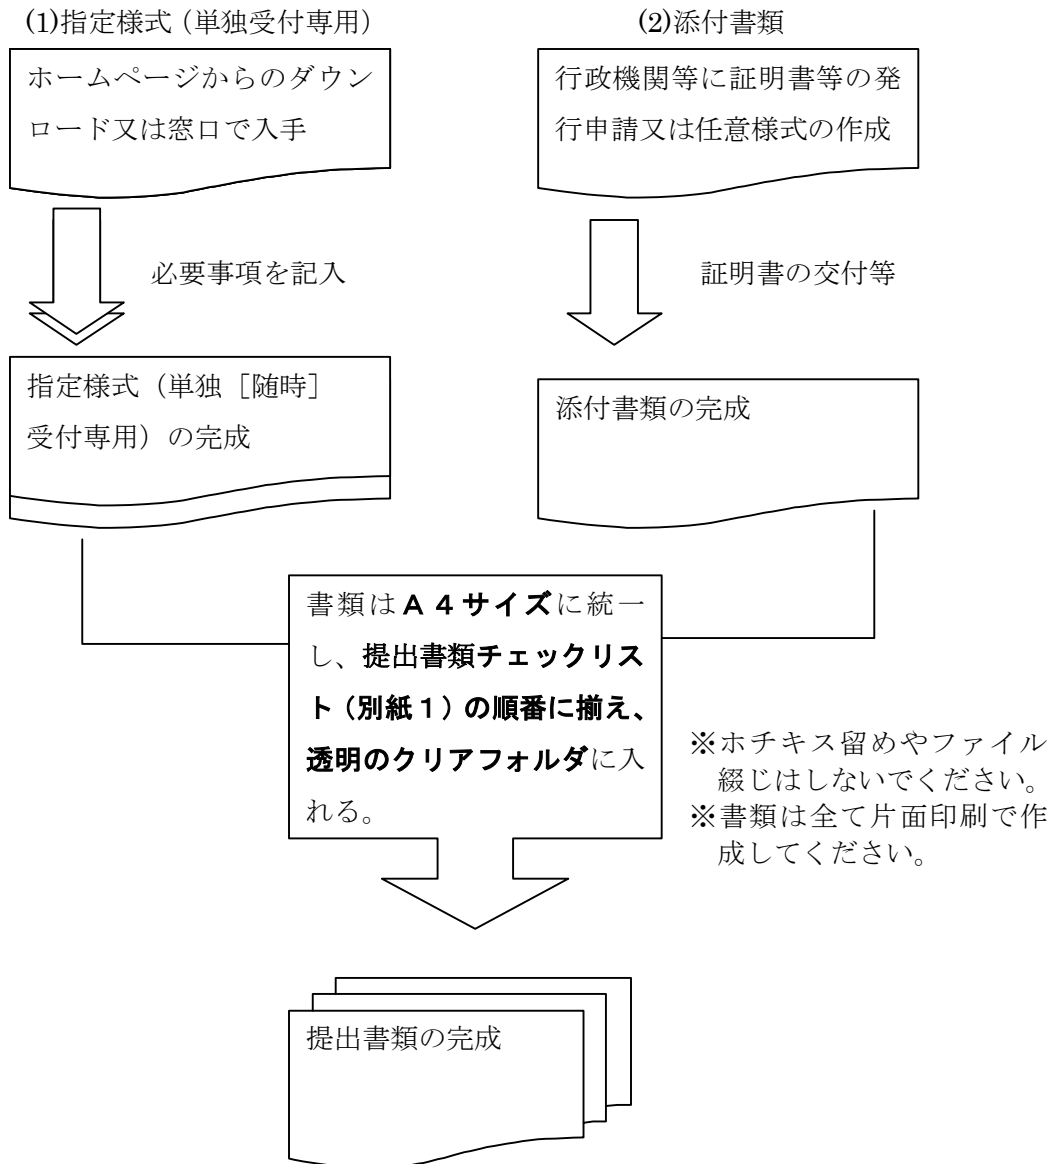 (1)指定様式（単独受付専用）
ホームページからのダウン
ロード又は窓口で入手
必要事項を記入
指定様式（単独［随時］
受付専用）の完成
(2)添付書類
行政機関等に証明書等の発
行申請又は任意様式の作成
証明書の交付等
添付書類の完成
書類はＡ４サイズに統一
し、提出書類チェックリス
ト（別紙１）の順番に揃え、
透明のクリアフォルダに入
れる。
※ホチキス留めやファイル
綴じはしないでください。
※書類は全て片面印刷で作
成してください。
提出書類の完成